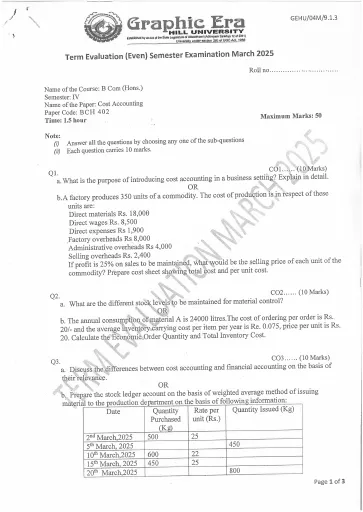 GEHU/04M/9.1.3
Graphic Era
HILL UNIVERSITY
Term Evaluation (Even) Semester Examination March 2025
Roll no..............................
Name of the Course: B Com (Hons.)
Semester: IV
Name of the Paper: Cost Accounting
Paper Code: BCH 402
Time: 1.5 hour
Maximum Marks: 50
Note:
(i) Answer all the questions by choosing any one of the sub-questions
(ii) Each question carries 10 marks.
CO1...... (10 Marks)
Q1.
a. What is the purpose of introducing cost accounting in a business setting? Explain in detail.
OR
b.A factory produces 350 units of a commodity. The cost of production is in respect of these
units are:
Direct materials Rs. 18,000
Direct wages Rs. 8,500
Direct expenses Rs 1,900
Factory overheads Rs 8,000
Administrative overheads Rs 4,000
Selling overheads Rs 2,400
If profit is 25% on sales to be maintained, what would be the selling price of each unit of the
commodity? Prepare cost sheet showing total cost and per unit cost.
CO2...... (10 Marks)
Q2.
a. What are the different stock levels to be maintained for material control?
OR
b. The annual consumption of material A is 24000 litres.The cost of ordering per order is Rs.
20/- and the average inventory carrying cost per item per year is Rs. 0.075, price per unit is Rs.
20. Calculate the Economic Order Quantity and Total Inventory Cost.
CO3...... (10 Marks)
Q3.
a. Discuss the differences between cost accounting and financial accounting on the basis of
their relevance.
OR
b. Prepare the stock ledger account on the basis of weighted average method of issuing
material to the production department on the basis of following information:
Date Quantity Purchased (Kg) Rate per unit (Rs.) Quantity Issued (Kg)
2nd March,2025 500 25
5th March, 2025 450
10th March,2025 600 22
15th March,2025 450 25
20th March,2025 800
Page 1 of 3
TERM EVALUATION MARCH 2025